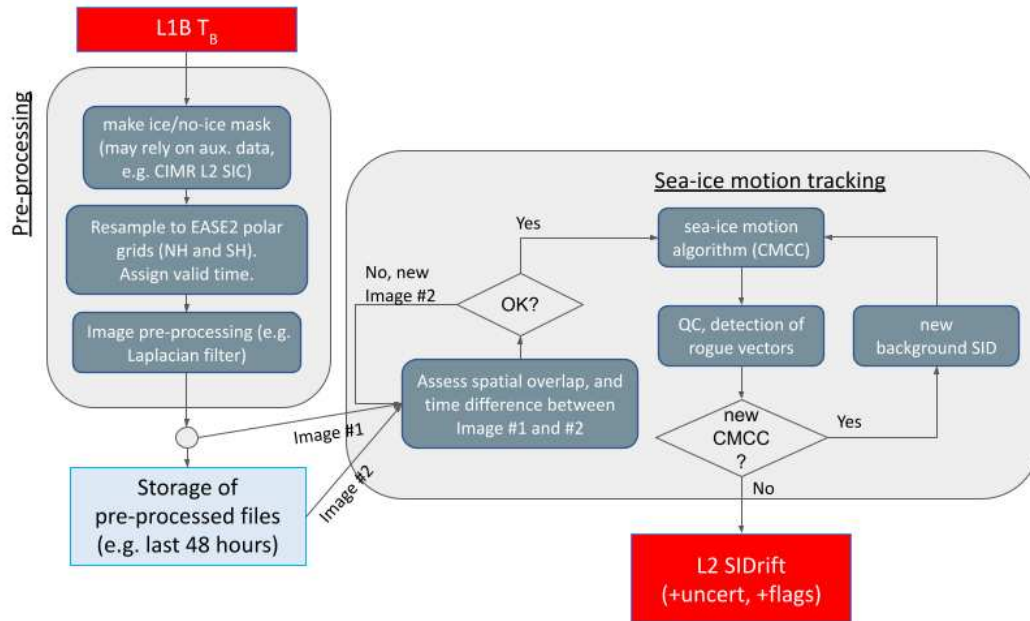 L1B T_B
Pre-processing
make ice/no-ice mask
(may rely on aux. data,
e.g. CIMR L2 SIC)
Resample to EASE2 polar
grids (NH and SH).
Assign valid time.
Image pre-processing (e.g.
Laplacian filter)
Image #1
Storage of
pre-processed files
(e.g. last 48 hours)
Image #2
Sea-ice motion tracking
Yes
No, new
Image #2
OK?
Assess spatial overlap, and
time difference between
Image #1 and #2
sea-ice motion
algorithm (CMCC)
QC, detection of
rogue vectors
new
background SID
new
CMCC
?
Yes
No
L2 SIDrift
(+uncert, +flags)